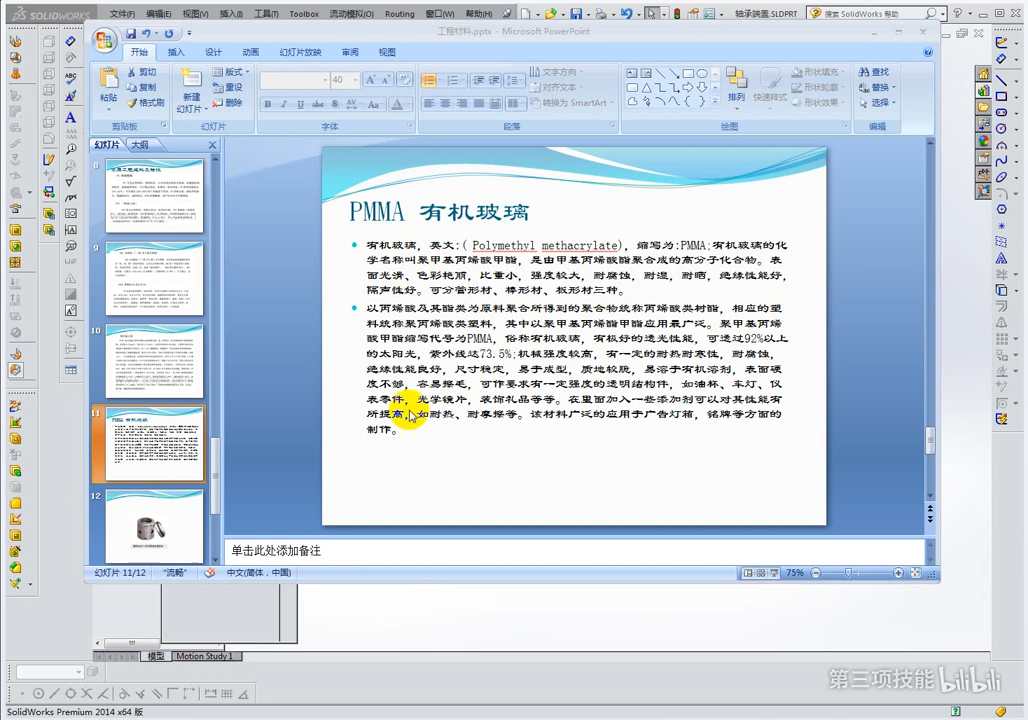 SOLIDWORKS 文件(F) 编辑(E) 视图(V) 插入(I) 工具(T) Toolbox 流动模拟(O) Routing 窗口(W) 帮助(H) 轴承端盖.SLDPRT 搜索 SolidWorks 帮助
工程材料.pptx - Microsoft PowerPoint
开始 插入 设计 动画 幻灯片放映 审阅 视图
粘贴 剪切 复制 格式刷 新建 幻灯片 版式 重设 删除 40 文字方向 对齐文本 转换为 SmartArt 排列 快速样式 形状填充 形状轮廓 形状效果 查找 替换 选择
剪贴板 幻灯片 字体 段落 绘图 编辑
幻灯片 大纲
8
9
10
11
12
PMMA 有机玻璃
有机玻璃，英文:( Polymethyl methacrylate)，缩写为:PMMA;有机玻璃的化
学名称叫聚甲基丙烯酸甲酯，是由甲基丙烯酸酯聚合成的高分子化合物。表
面光滑、色彩艳丽，比重小，强度较大，耐腐蚀，耐湿，耐晒，绝缘性能好，
隔声性好。可分管形材、棒形材、板形材三种。
以丙烯酸及其酯类为原料聚合所得到的聚合物统称丙烯酸类树酯，相应的塑
料统称聚丙烯酸类塑料，其中以聚甲基丙烯酯甲酯应用最广泛。聚甲基丙烯
酸甲酯缩写代号为PMMA，俗称有机玻璃，有极好的透光性能，可透过92%以上
的太阳光，紫外线达73.5%;机械强度较高，有一定的耐热耐寒性，耐腐蚀，
绝缘性能良好，尺寸稳定，易于成型，质地较脆，易溶于有机溶剂，表面硬
度不够，容易擦毛，可作要求有一定强度的透明结构件，如油杯、车灯、仪
表零件，光学镜片，装饰礼品等等。在里面加入一些添加剂可以对其性能有
所提高，如耐热、耐摩擦等。该材料广泛的应用于广告灯箱，铭牌等方面的
制作。
单击此处添加备注
幻灯片 11/12 "流畅" 中文(简体，中国) 75%
模型 Motion Study 1
第三项技能 bilibili
SolidWorks Premium 2014 x64 版